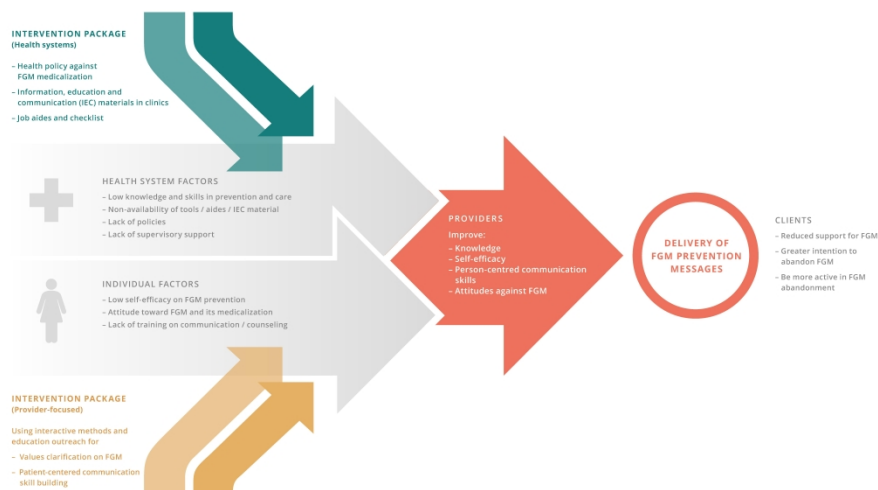 INTERVENTION PACKAGE
(Health systems)
– Health policy against
FGM medicalization
– Information, education and
communication (IEC) materials in clinics
– Job aides and checklist
HEALTH SYSTEM FACTORS
– Low knowledge and skills in prevention and care
– Non-availability of tools / aides / IEC material
– Lack of policies
– Lack of supervisory support
INDIVIDUAL FACTORS
– Low self-efficacy on FGM prevention
– Attitude toward FGM and its medicalization
– Lack of training on communication / counseling
INTERVENTION PACKAGE
(Provider-focused)
Using interactive methods and
education outreach for
– Values clarification on FGM
– Patient-centered communication
skill building
PROVIDERS
Improve:
– Knowledge
– Self-efficacy
– Person-centred communication
skills
– Attitudes against FGM
DELIVERY OF
FGM PREVENTION
MESSAGES
CLIENTS
– Reduced support for FGM
– Greater intention to
abandon FGM
– Be more active in FGM
abandonment